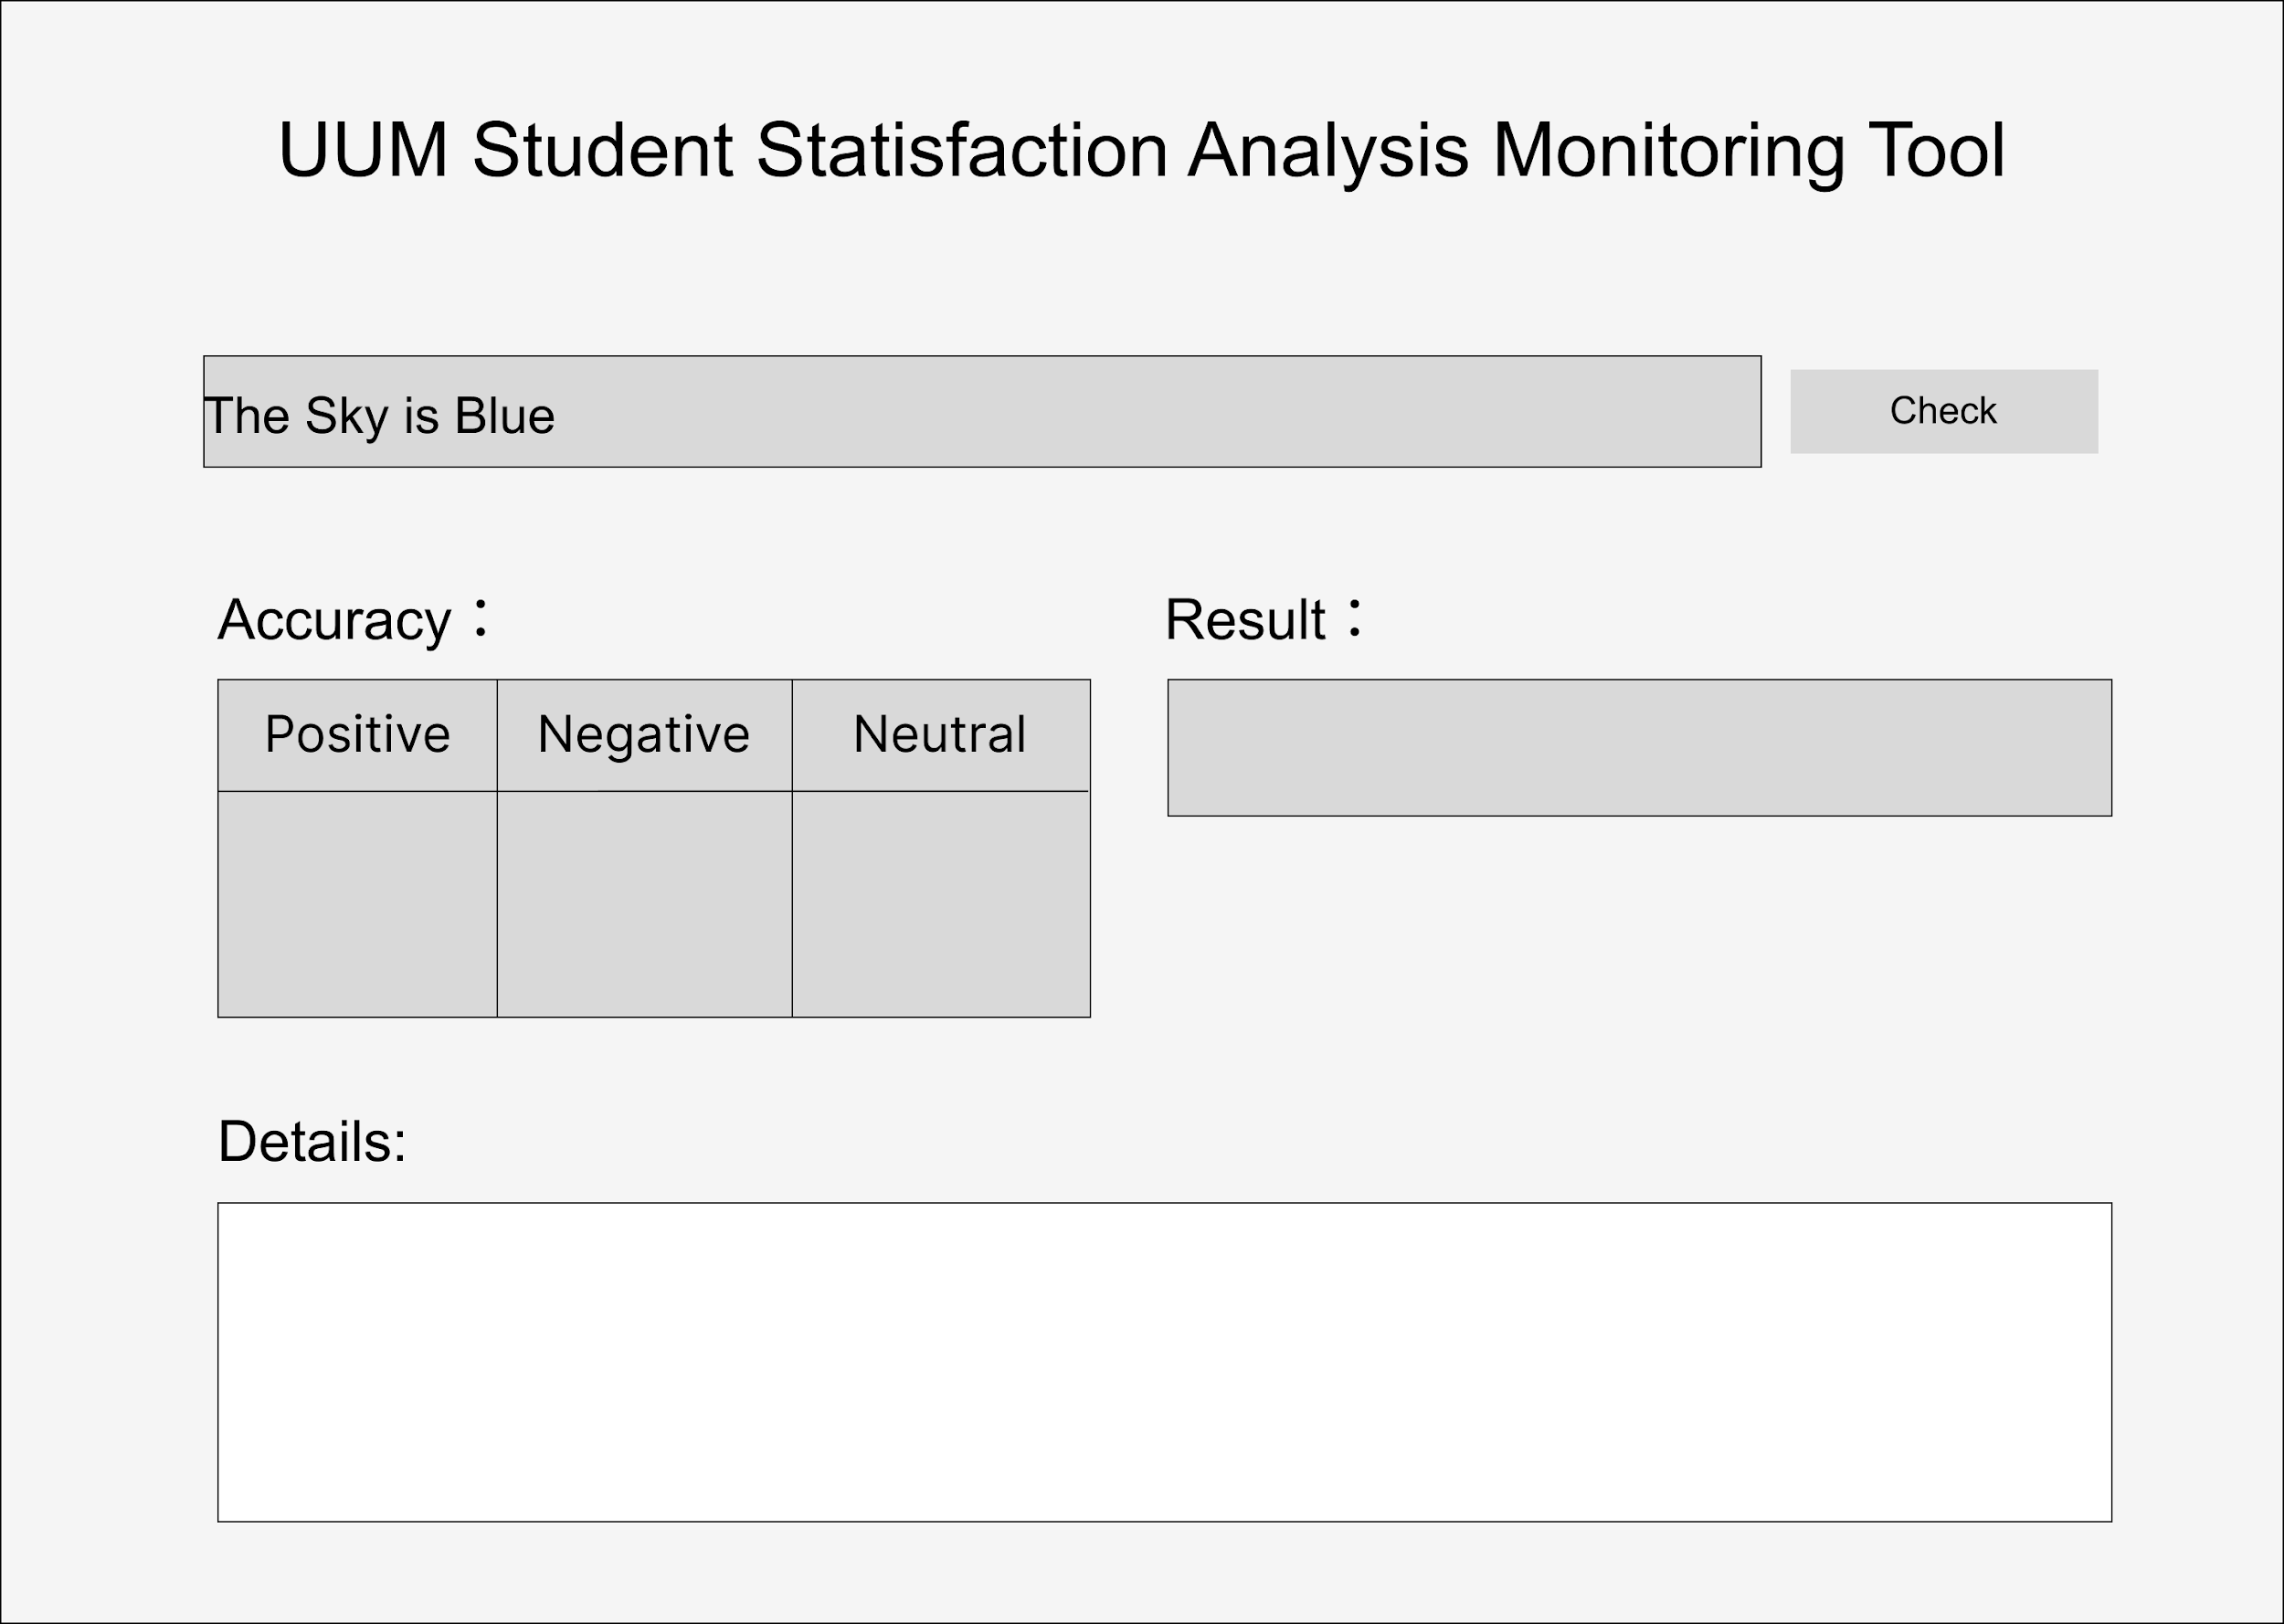 UUM Student Statisfaction Analysis Monitoring Tool
The Sky is Blue
Check
Accuracy：
Result：
Positive Negative Neutral
Details: